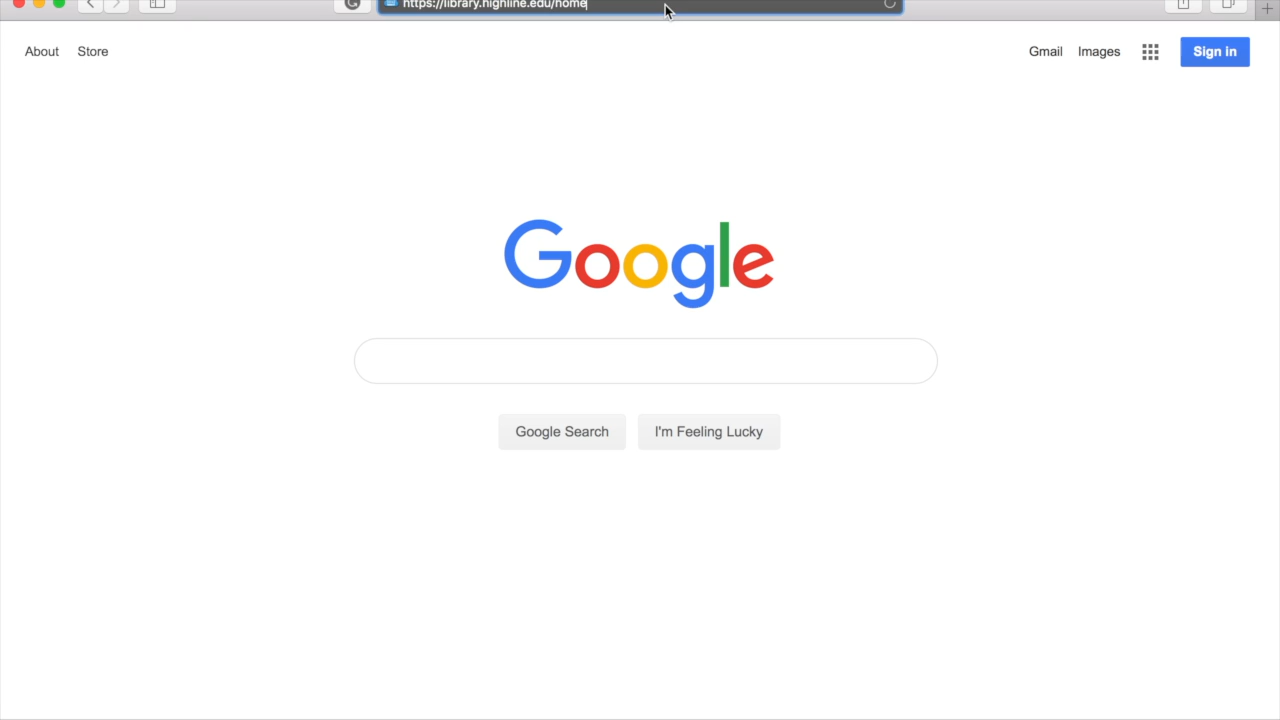 https://library.highline.edu/home
About Store
Gmail Images Sign in
Google
Google Search I'm Feeling Lucky